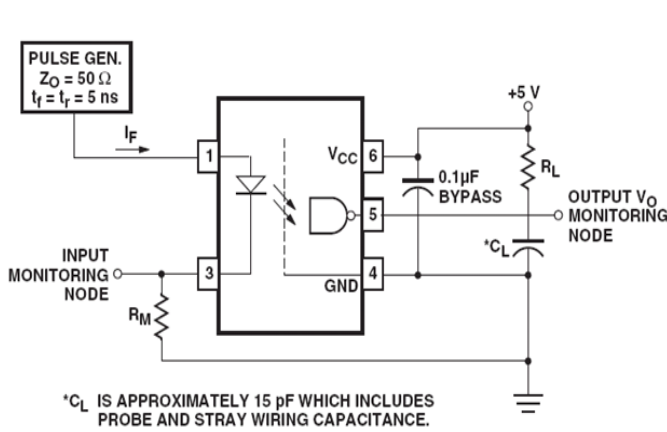 PULSE GEN.
Z_O = 50 Ω
t_f = t_r = 5 ns
I_F
+5 V
1
V_CC 6
R_L
0.1µF
BYPASS
5
OUTPUT V_O
MONITORING
NODE
*C_L
INPUT
MONITORING
NODE
3
GND 4
R_M
*C_L IS APPROXIMATELY 15 pF WHICH INCLUDES
PROBE AND STRAY WIRING CAPACITANCE.